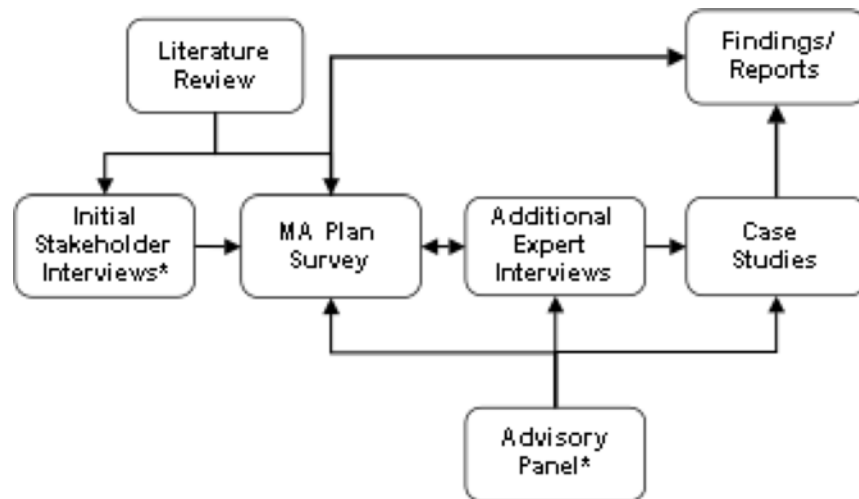 Literature
Review
Findings/
Reports
Initial
Stakeholder
Interviews*
MA Plan
Survey
Additional
Expert
Interviews
Case
Studies
Advisory
Panel*